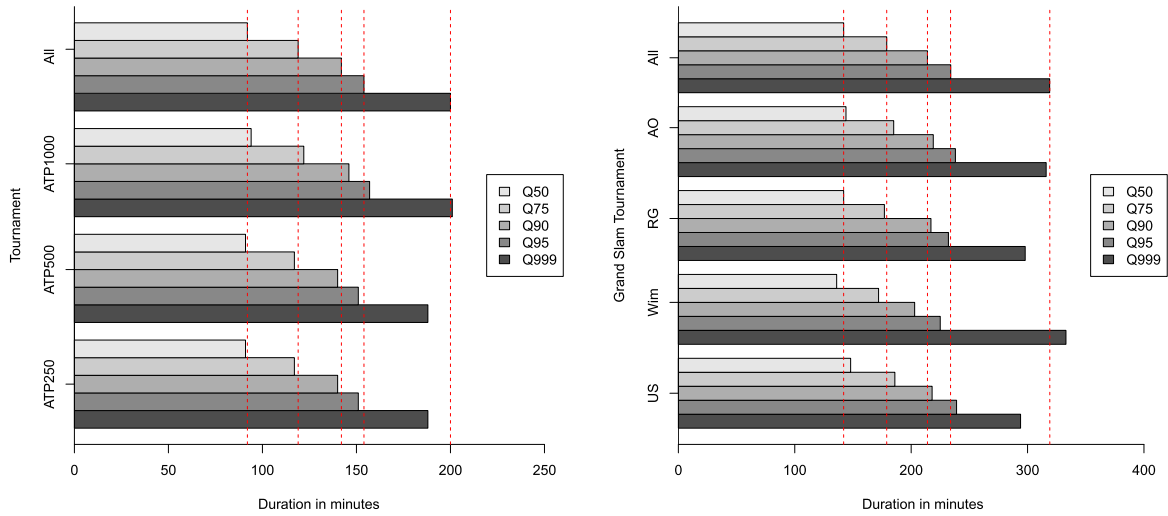 Tournament
All
ATP1000
ATP500
ATP250
0 50 100 150 200 250
Duration in minutes
Q50
Q75
Q90
Q95
Q999
Grand Slam Tournament
All
AO
RG
Wim
US
0 100 200 300 400
Duration in minutes
Q50
Q75
Q90
Q95
Q999